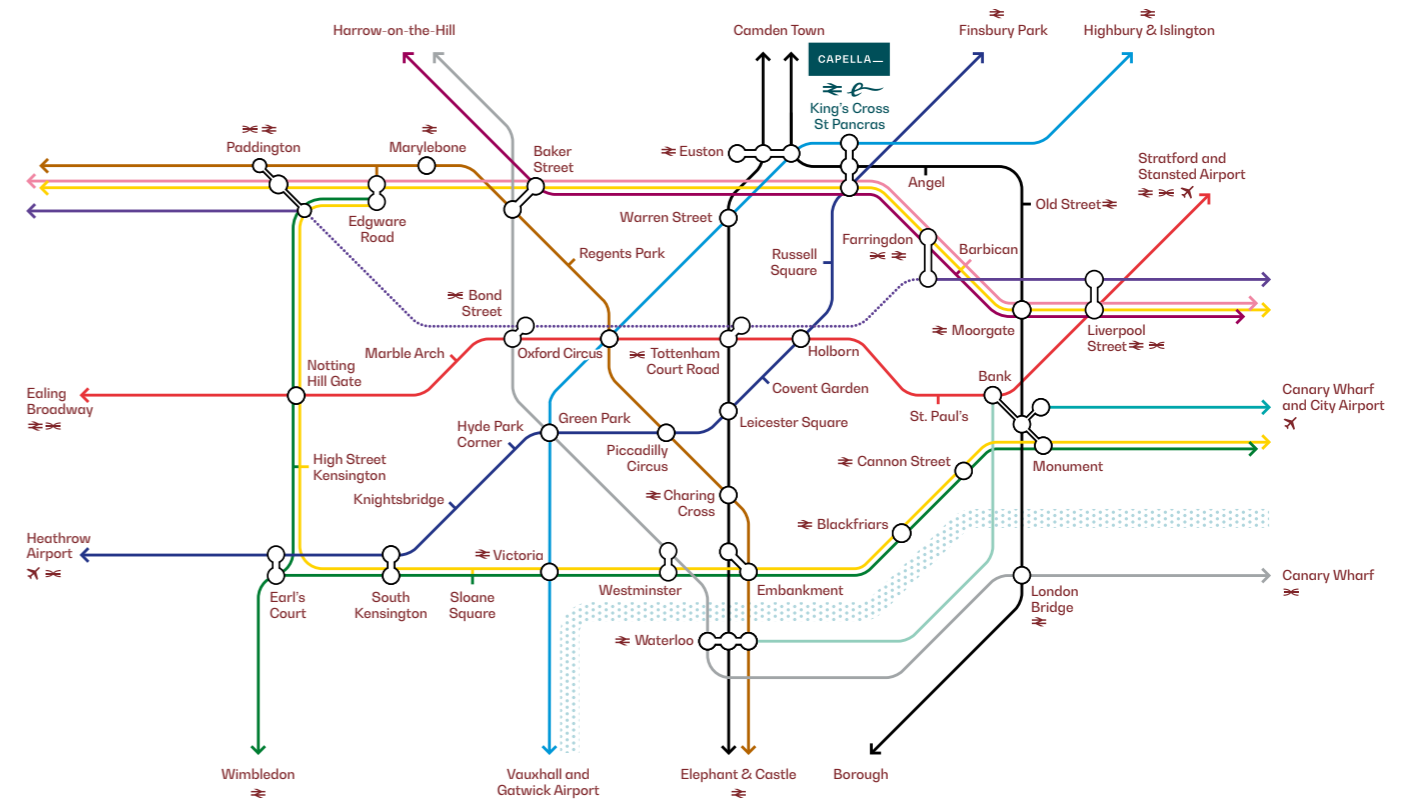 Harrow-on-the-Hill
Camden Town
Finsbury Park
Highbury & Islington
CAPELLA
King's Cross
St Pancras
Paddington
Marylebone
Baker
Street
Euston
Angel
Stratford and
Stansted Airport
Edgware
Road
Warren Street
Old Street
Regents Park
Russell
Square
Farringdon
Barbican
Bond
Street
Moorgate
Liverpool
Street
Marble Arch
Oxford Circus
Tottenham
Court Road
Holborn
Notting
Hill Gate
Ealing
Broadway
Covent Garden
Bank
St. Paul's
Canary Wharf
and City Airport
Hyde Park
Corner
Green Park
Leicester Square
Piccadilly
Circus
High Street
Kensington
Cannon Street
Monument
Knightsbridge
Charing
Cross
Blackfriars
Heathrow
Airport
Victoria
Earl's
Court
South
Kensington
Sloane
Square
Westminster
Embankment
London
Bridge
Canary Wharf
Waterloo
Wimbledon
Vauxhall and
Gatwick Airport
Elephant & Castle
Borough